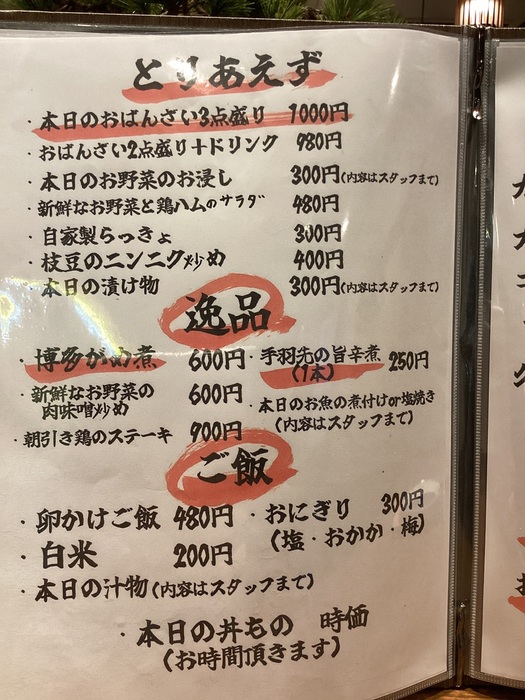 とりあえず
・本日のおばんさい3点盛り 1000円
・おばんさい2点盛り＋ドリンク 980円
・本日のお野菜のお浸し 300円(内容はスタッフまで)
・新鮮なお野菜と鶏ハムのサラダ 480円
・自家製らっきょ 300円
・枝豆のニンニク炒め 400円
・本日の漬け物 300円(内容はスタッフまで)
逸品
・博多がめ煮 600円
・新鮮なお野菜の
肉味噌炒め 600円
・朝引き鶏のステーキ 900円
・手羽先の旨辛煮 250円
(1本)
・本日のお魚の煮付けor塩焼き
(内容はスタッフまで)
ご飯
・卵かけご飯 480円
・白米 200円
・本日の汁物(内容はスタッフまで)
・おにぎり 300円
(塩・おかか・梅)
・本日の丼もの 時価
(お時間頂きます)